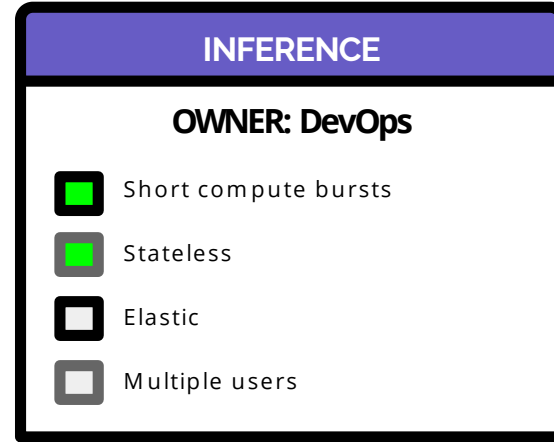 INFERENCE
OWNER: DevOps
Short compute bursts
Stateless
Elastic
Multiple users